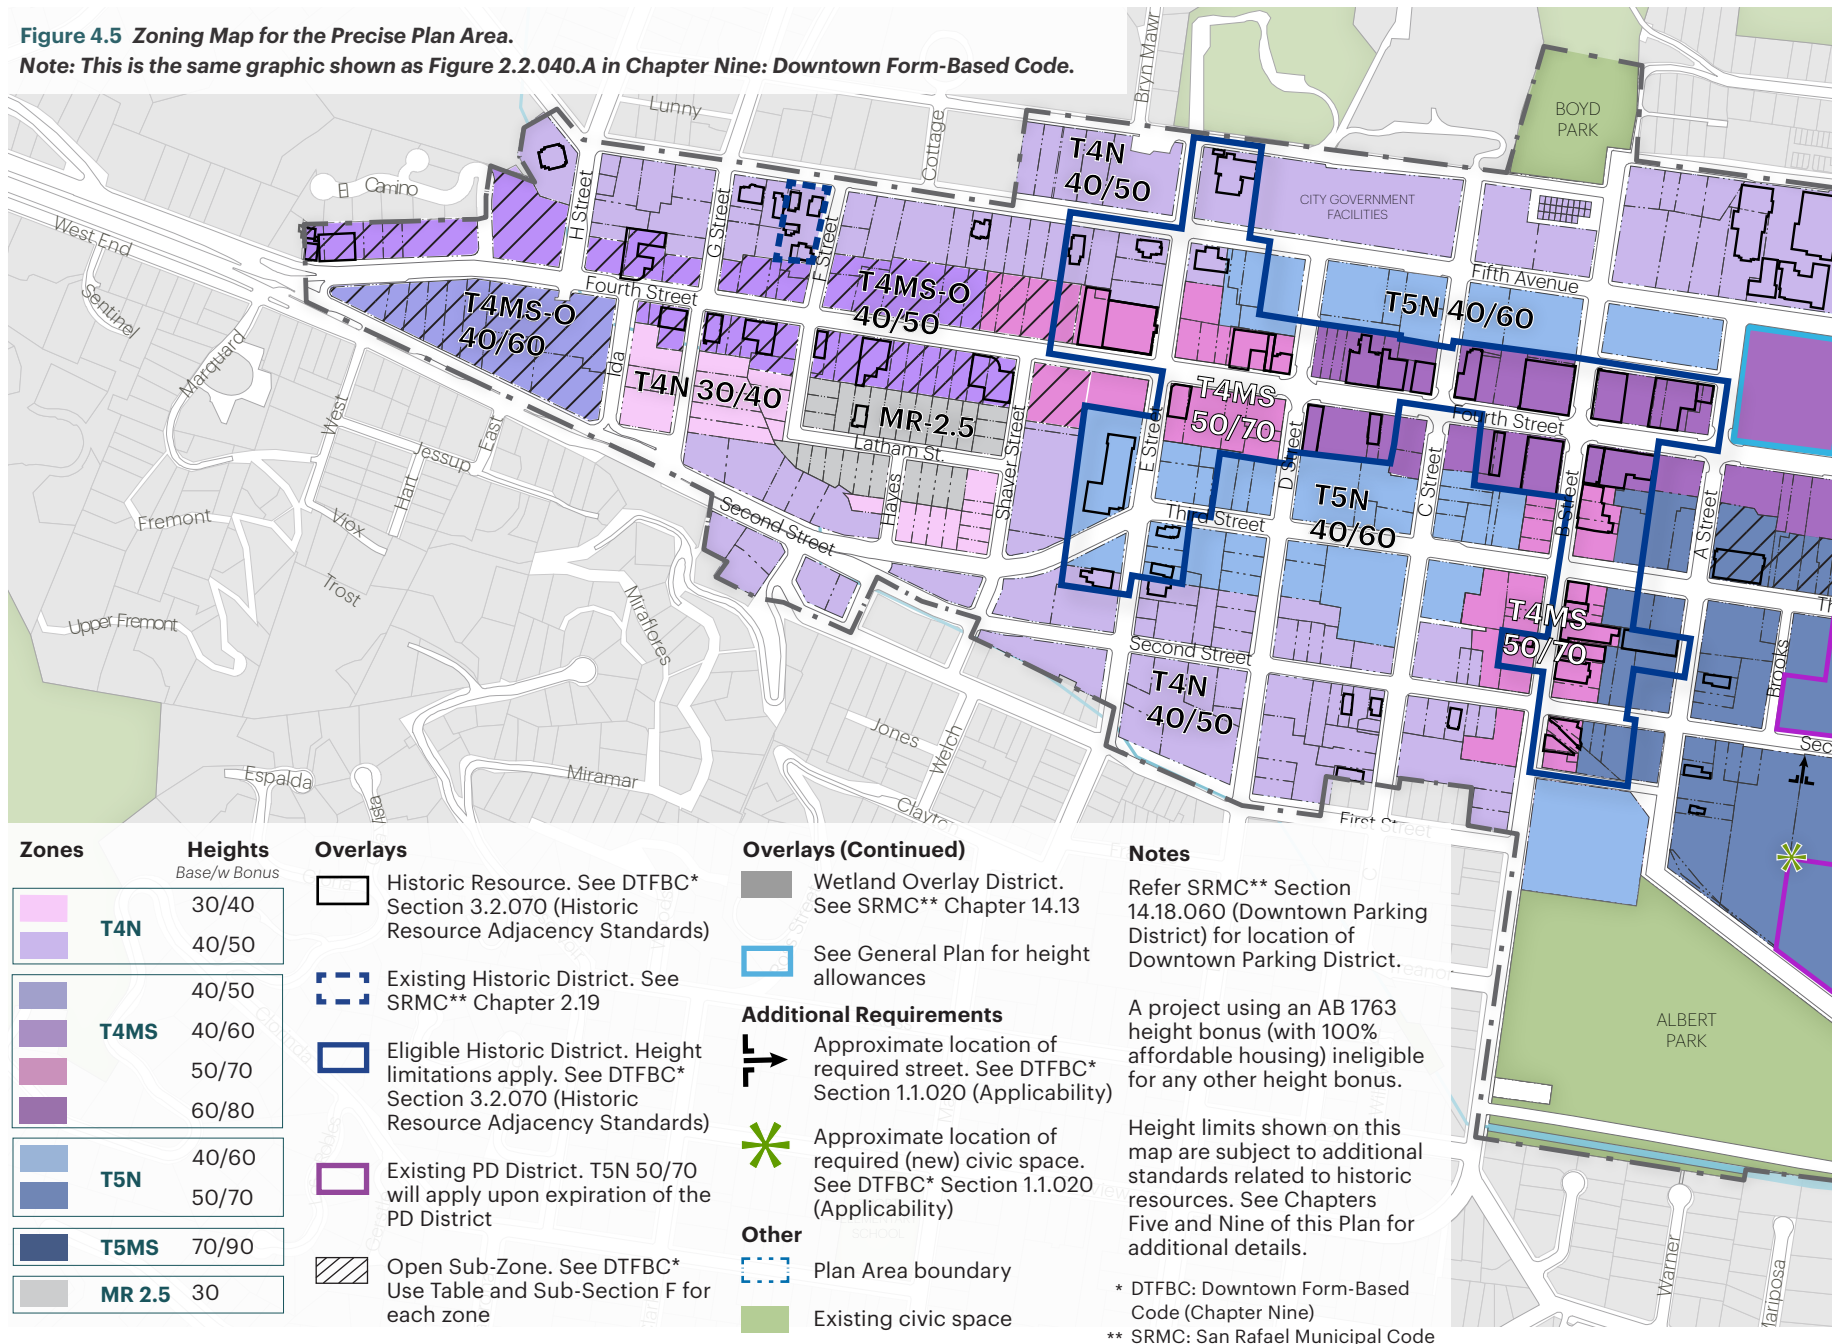 Figure 4.5 Zoning Map for the Precise Plan Area.
Note: This is the same graphic shown as Figure 2.2.040.A in Chapter Nine: Downtown Form-Based Code.
Bryn Mawr
Lunny
Cottage
BOYD
PARK
T4N
40/50
CITY GOVERNMENT
FACILITIES
El Camino
H Street
G Street
F Street
West End
Fifth Avenue
Fourth Street
T4MS-O
40/50
T4MS-O
40/60
T5N 40/60
Sentinel
Marquard
Ida
T4N 30/40
MR-2.5
Latham St.
T4MS
50/70
Fourth Street
West
East
Jessup
Hart
Viox
Fremont
Trost
Upper Fremont
Hayes
Shaver Street
E Street
D Street
C Street
B Street
A Street
T5N
40/60
Third Street
Second Street
Miraflores
T4MS
50/70
Second Street
T4N
40/50
Brooks
Sec
Th
Jones
Welch
Espalda
Miramar
Clayton
First Street
Zones
Heights
Base/w Bonus
T4N
30/40
40/50
T4MS
40/50
40/60
50/70
60/80
T5N
40/60
50/70
T5MS 70/90
MR 2.5 30
Overlays
Historic Resource. See DTFBC*
Section 3.2.070 (Historic
Resource Adjacency Standards)
Existing Historic District. See
SRMC** Chapter 2.19
Eligible Historic District. Height
limitations apply. See DTFBC*
Section 3.2.070 (Historic
Resource Adjacency Standards)
Existing PD District. T5N 50/70
will apply upon expiration of the
PD District
Open Sub-Zone. See DTFBC*
Use Table and Sub-Section F for
each zone
Overlays (Continued)
Wetland Overlay District.
See SRMC** Chapter 14.13
See General Plan for height
allowances
Additional Requirements
Approximate location of
required street. See DTFBC*
Section 1.1.020 (Applicability)
Approximate location of
required (new) civic space.
See DTFBC* Section 1.1.020
(Applicability)
Other
Plan Area boundary
Existing civic space
Notes
Refer SRMC** Section
14.18.060 (Downtown Parking
District) for location of
Downtown Parking District.
A project using an AB 1763
height bonus (with 100%
affordable housing) ineligible
for any other height bonus.
Height limits shown on this
map are subject to additional
standards related to historic
resources. See Chapters
Five and Nine of this Plan for
additional details.
* DTFBC: Downtown Form-Based
Code (Chapter Nine)
** SRMC: San Rafael Municipal Code
ALBERT
PARK
Warner
Mariposa